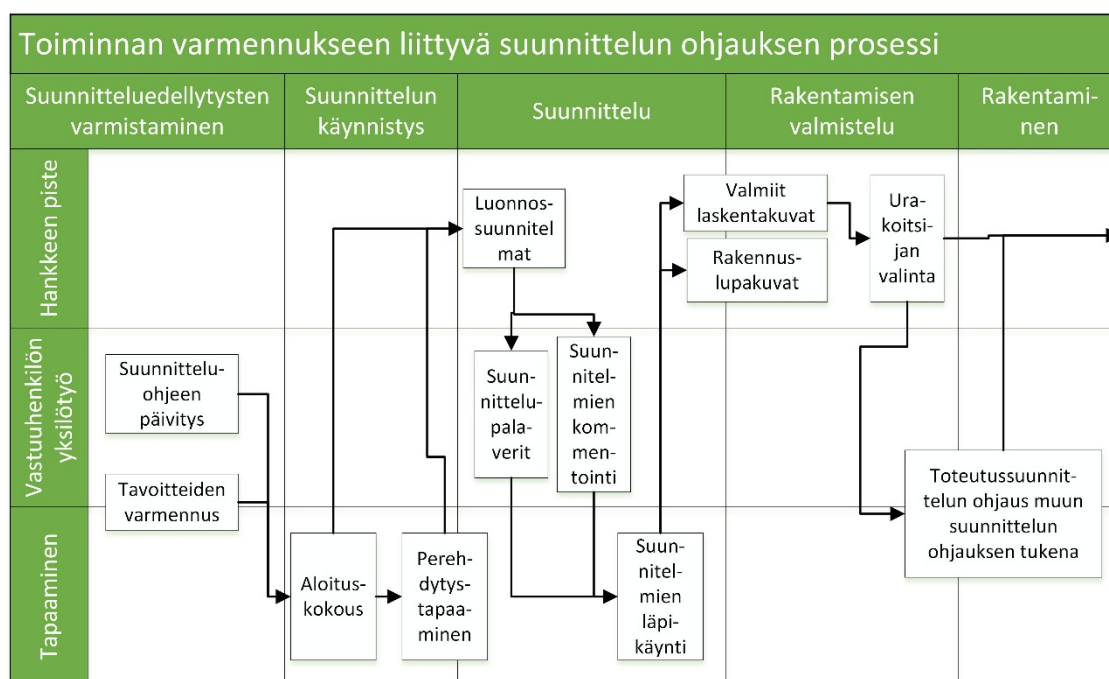 Toiminnan varmennukseen liittyvä suunnittelun ohjauksen prosessi
Suunnitteluedellytysten
varmistaminen
Suunnittelun
käynnistys
Suunnittelu
Rakentamisen
valmistelu
Rakentami-
nen
Hankkeen piste
Luonnos-
suunnitel
mat
Valmiit
laskentakuvat
Rakennus-
lupakuvat
Ura-
koitsi-
jan
valinta
Vastuuhenkilön
yksilötyö
Suunnittelu-
ohjeen
päivitys
Tavoitteiden
varmennus
Suun-
nittelu-
pala-
verit
Suun-
nitel-
mien
kom-
men-
tointi
Toteutussuunnit-
telun ohjaus muun
suunnittelun
ohjauksen tukena
Tapaaminen
Aloitus-
kokous
Pereh-
dytys-
tapaa-
minen
Suun-
nitel-
mien
läpi-
käynti